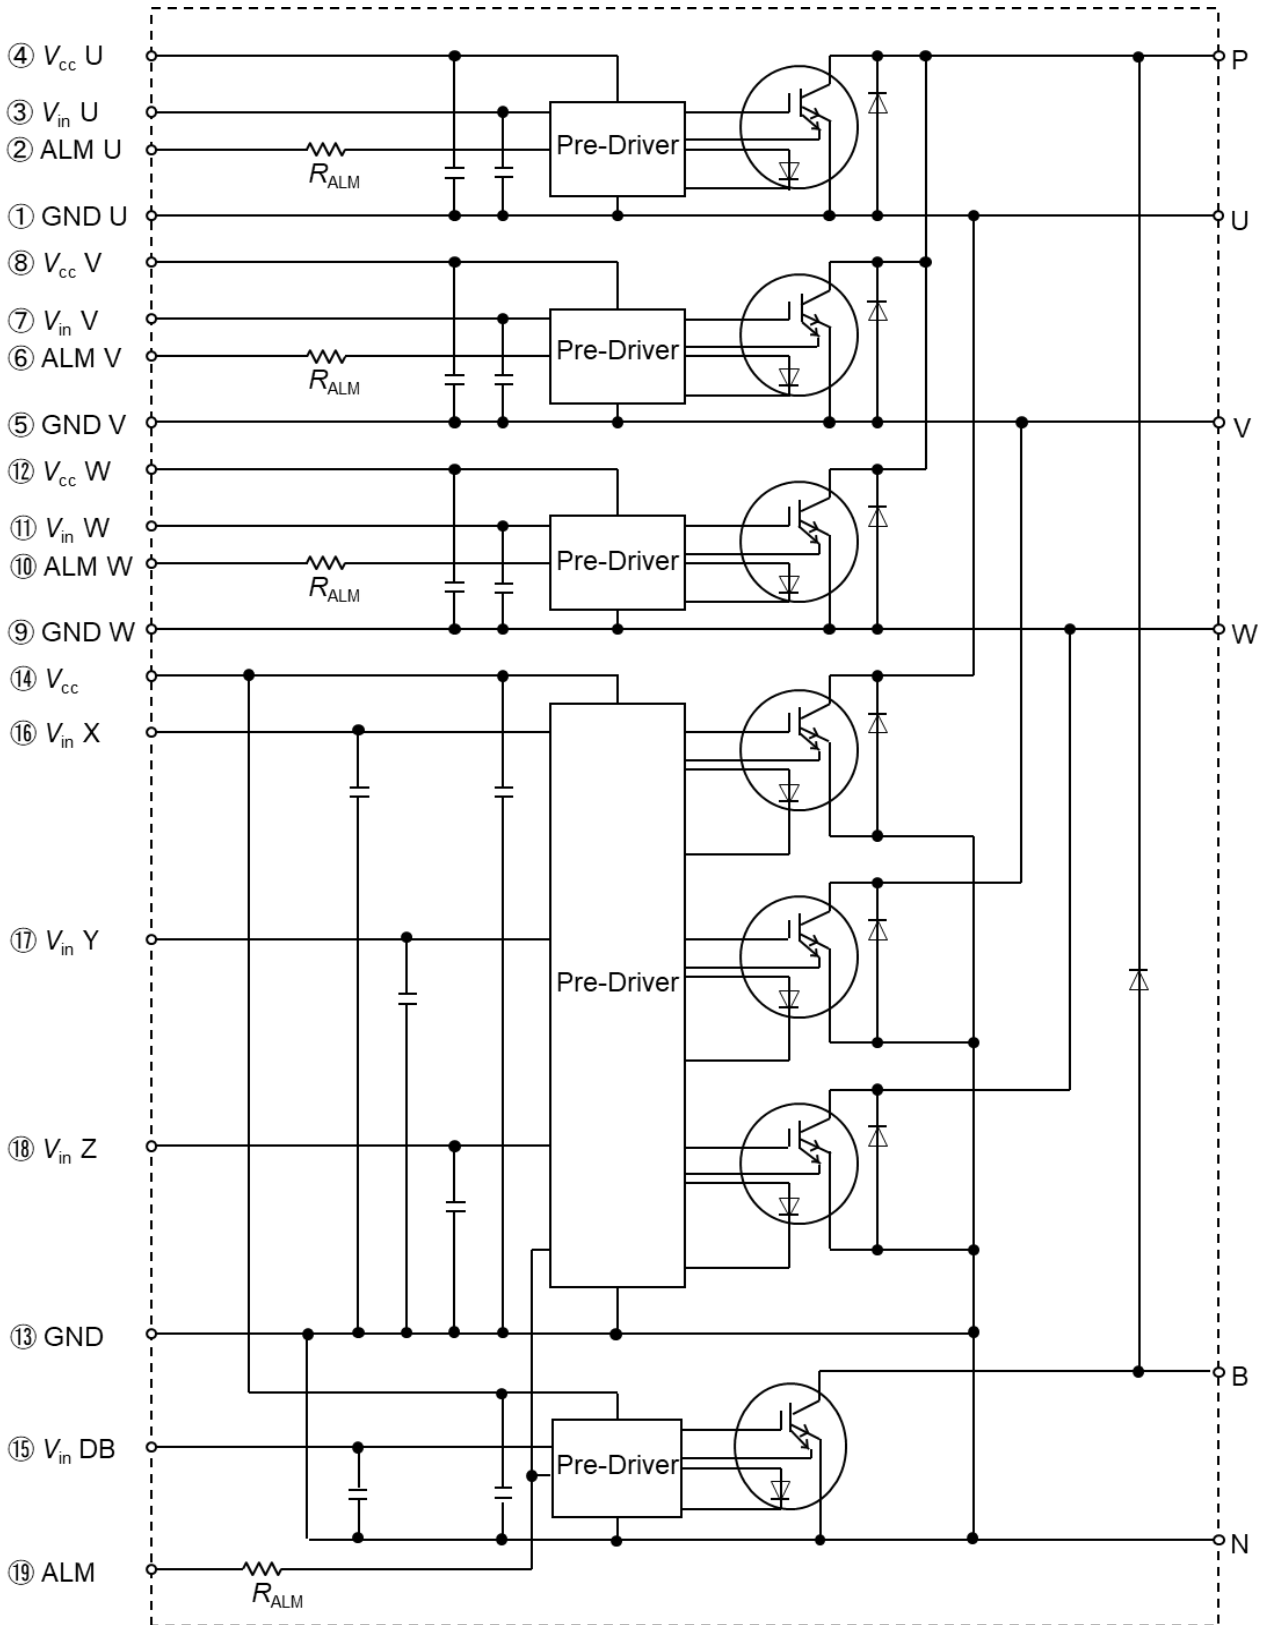 ④ Vcc U
P
③ Vin U
Pre-Driver
② ALM U
RALM
① GND U
U
⑧ Vcc V
⑦ Vin V
Pre-Driver
⑥ ALM V
RALM
⑤ GND V
V
⑫ Vcc W
⑪ Vin W
Pre-Driver
⑩ ALM W
RALM
⑨ GND W
W
⑭ Vcc
⑯ Vin X
⑰ Vin Y
Pre-Driver
⑱ Vin Z
⑬ GND
B
⑮ Vin DB
Pre-Driver
N
⑲ ALM
RALM